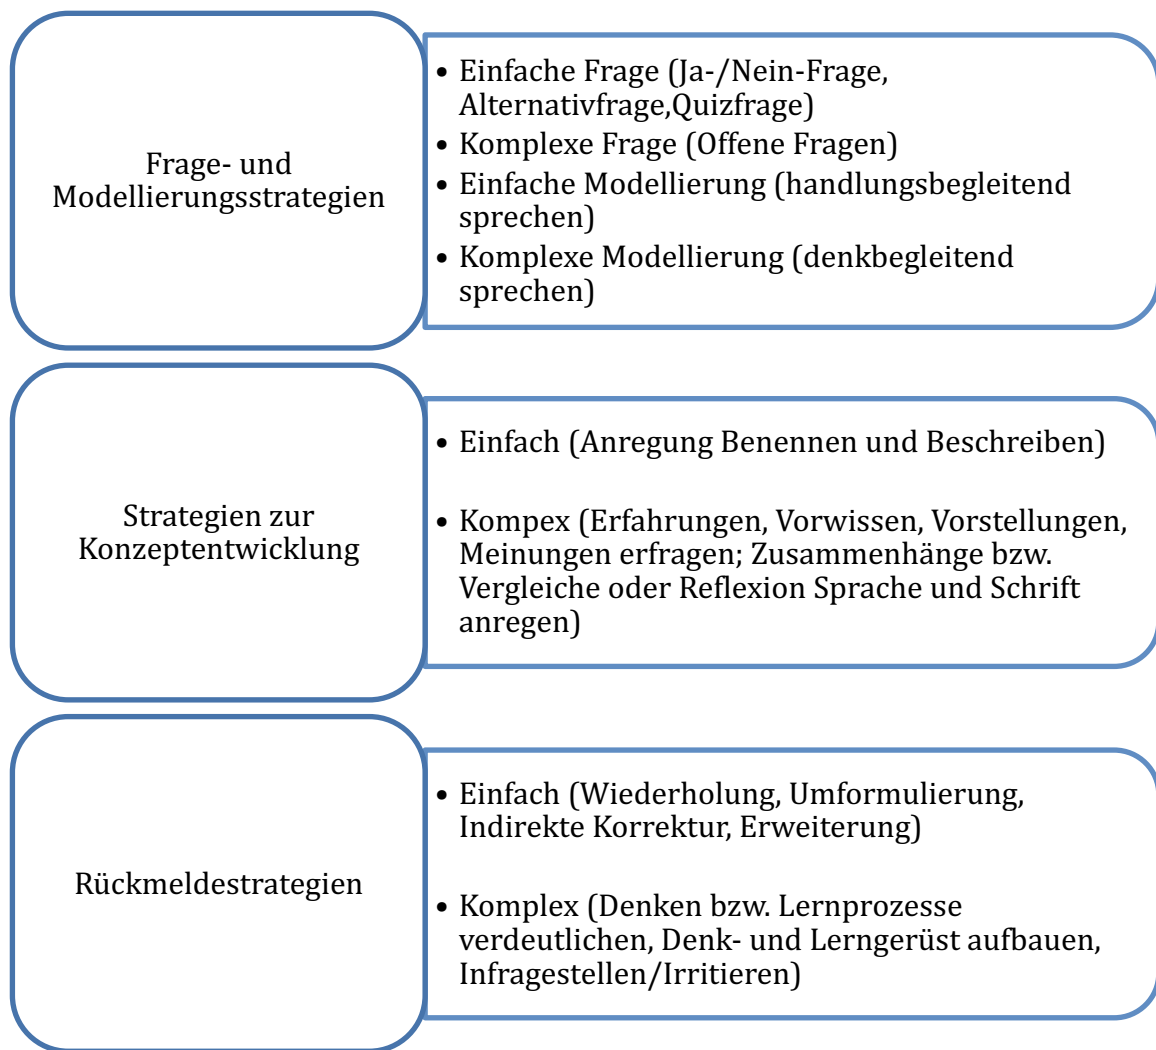 Frage- und
Modellierungsstrategien
• Einfache Frage (Ja-/Nein-Frage,
Alternativfrage,Quizfrage)
• Komplexe Frage (Offene Fragen)
• Einfache Modellierung (handlungsbegleitend
sprechen)
• Komplexe Modellierung (denkbegleitend
sprechen)
Strategien zur
Konzeptentwicklung
• Einfach (Anregung Benennen und Beschreiben)
• Kompex (Erfahrungen, Vorwissen, Vorstellungen,
Meinungen erfragen; Zusammenhänge bzw.
Vergleiche oder Reflexion Sprache und Schrift
anregen)
Rückmeldestrategien
• Einfach (Wiederholung, Umformulierung,
Indirekte Korrektur, Erweiterung)
• Komplex (Denken bzw. Lernprozesse
verdeutlichen, Denk- und Lerngerüst aufbauen,
Infragestellen/Irritieren)